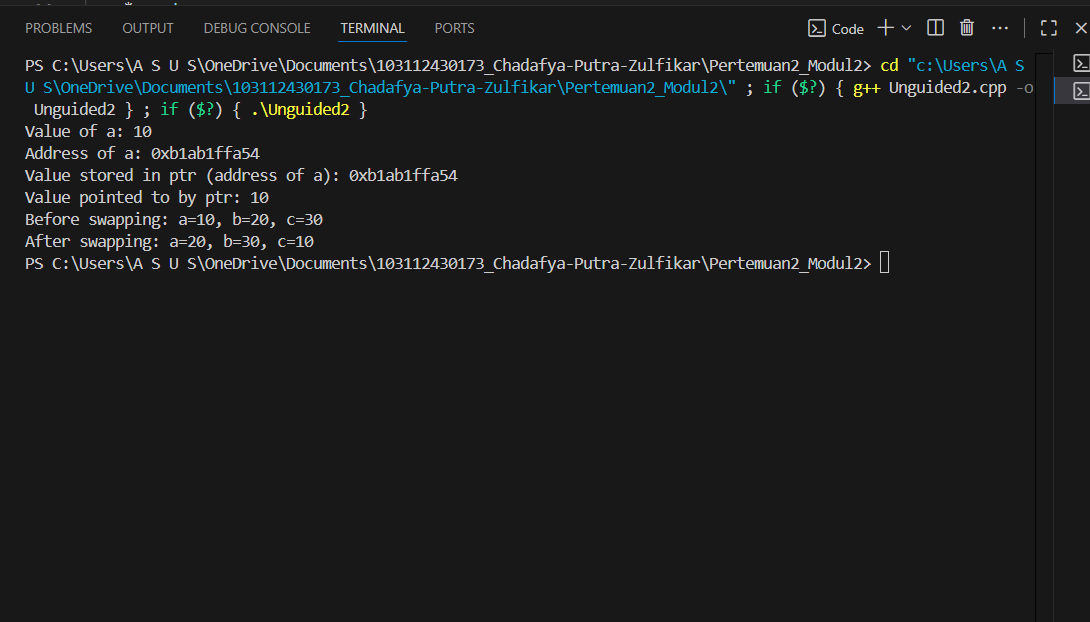 PROBLEMS OUTPUT DEBUG CONSOLE TERMINAL PORTS Code
PS C:\Users\A S U S\OneDrive\Documents\103112430173_Chadafya-Putra-Zulfikar\Pertemuan2_Modul2> cd "c:\Users\A S
U S\OneDrive\Documents\103112430173_Chadafya-Putra-Zulfikar\Pertemuan2_Modul2\" ; if ($?) { g++ Unguided2.cpp -o
Unguided2 } ; if ($?) { .\Unguided2 }
Value of a: 10
Address of a: 0xb1ab1ffa54
Value stored in ptr (address of a): 0xb1ab1ffa54
Value pointed to by ptr: 10
Before swapping: a=10, b=20, c=30
After swapping: a=20, b=30, c=10
PS C:\Users\A S U S\OneDrive\Documents\103112430173_Chadafya-Putra-Zulfikar\Pertemuan2_Modul2>